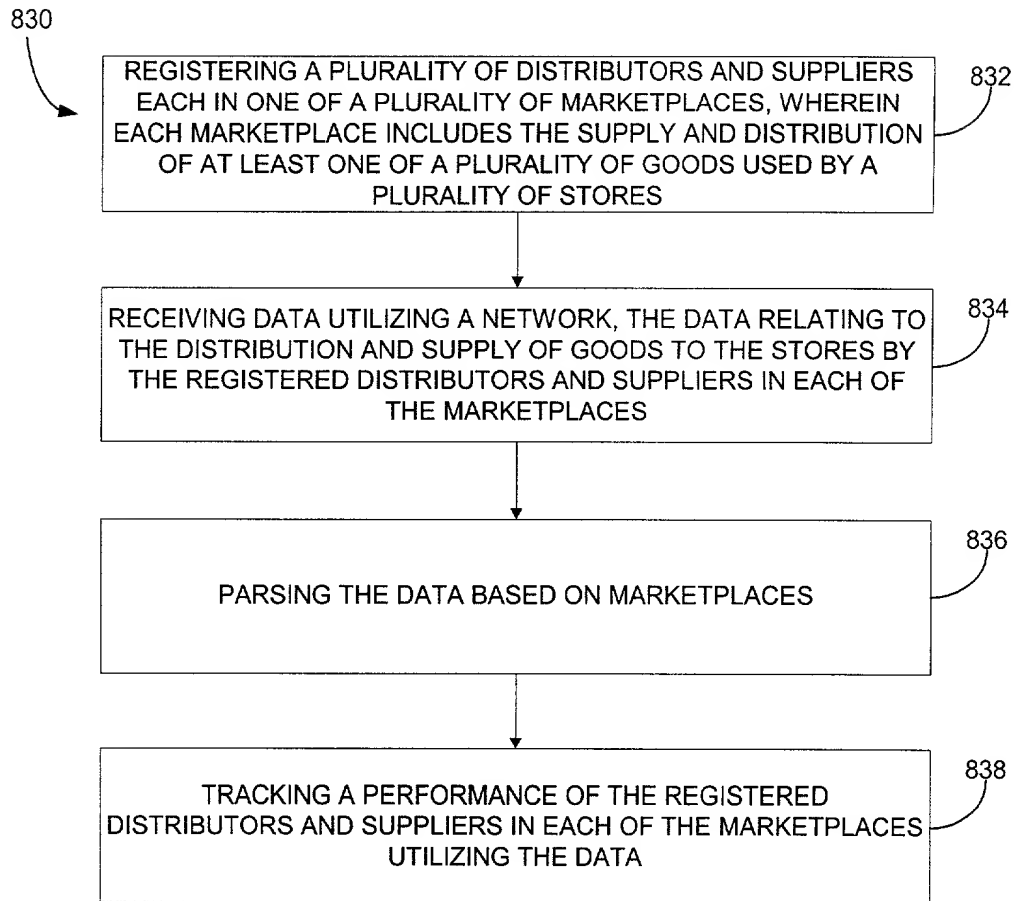 830
REGISTERING A PLURALITY OF DISTRIBUTORS AND SUPPLIERS
EACH IN ONE OF A PLURALITY OF MARKETPLACES, WHEREIN
EACH MARKETPLACE INCLUDES THE SUPPLY AND DISTRIBUTION
OF AT LEAST ONE OF A PLURALITY OF GOODS USED BY A
PLURALITY OF STORES
832
RECEIVING DATA UTILIZING A NETWORK, THE DATA RELATING TO
THE DISTRIBUTION AND SUPPLY OF GOODS TO THE STORES BY
THE REGISTERED DISTRIBUTORS AND SUPPLIERS IN EACH OF
THE MARKETPLACES
834
PARSING THE DATA BASED ON MARKETPLACES
836
TRACKING A PERFORMANCE OF THE REGISTERED
DISTRIBUTORS AND SUPPLIERS IN EACH OF THE MARKETPLACES
UTILIZING THE DATA
838